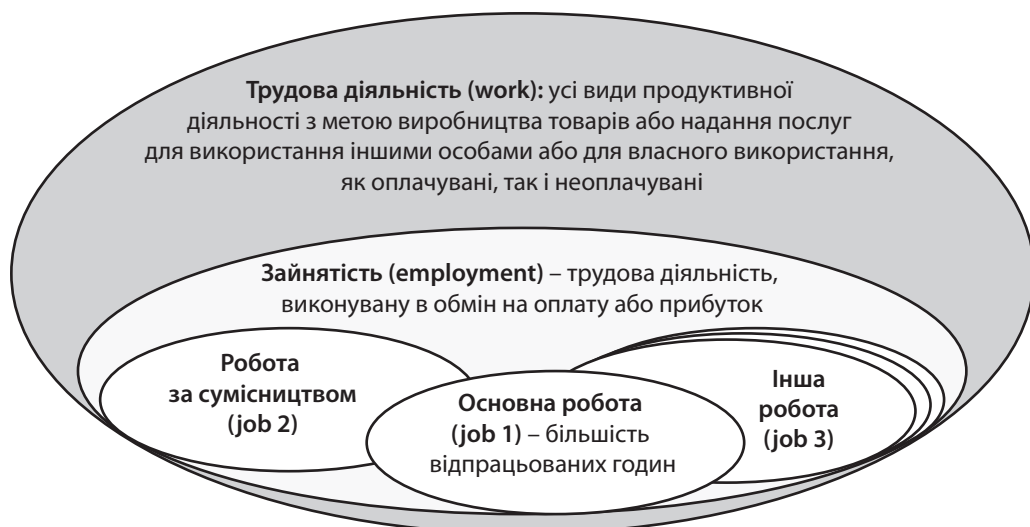 Трудова діяльність (work): усі види продуктивної
діяльності з метою виробництва товарів або надання послуг
для використання іншими особами або для власного використання,
як оплачувані, так і неоплачувані
Зайнятість (employment) – трудова діяльність,
виконувану в обмін на оплату або прибуток
Робота
за сумісництвом
(job 2)
Основна робота
(job 1) – більшість
відпрацьованих годин
Інша
робота
(job 3)